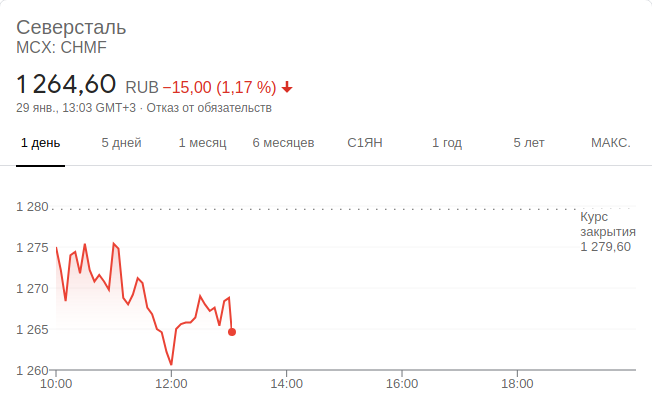 Северсталь
MCX: CHMF
1 264,60 RUB −15,00 (1,17 %)
29 янв., 13:03 GMT+3 · Отказ от обязательств
1 день 5 дней 1 месяц 6 месяцев С1ЯН 1 год 5 лет МАКС.
1 280
Курс
закрытия
1 279,60
1 275
1 270
1 265
1 260
10:00 12:00 14:00 16:00 18:00